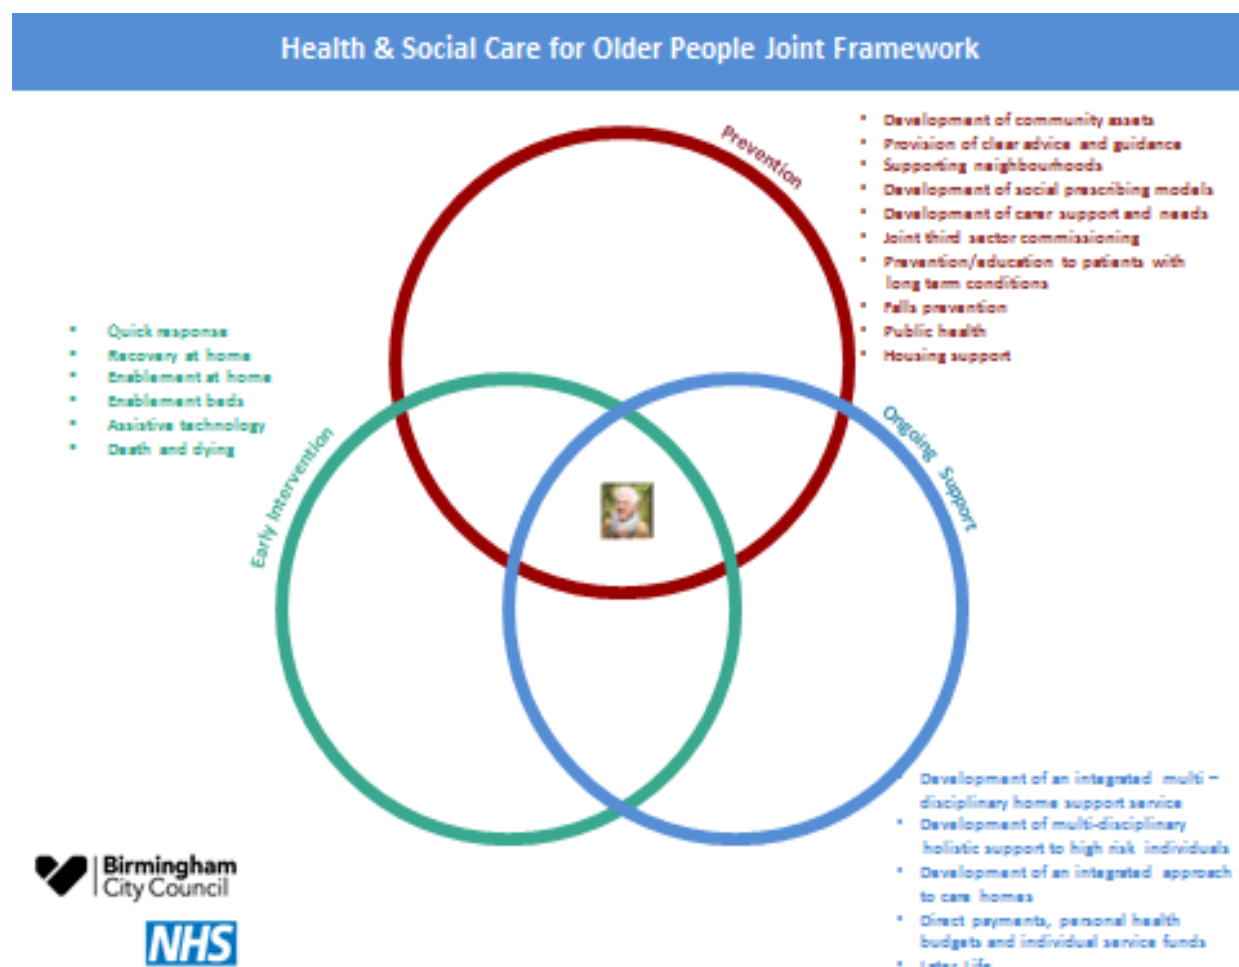 Health & Social Care for Older People Joint Framework
Prevention
• Development of community assets
• Provision of clear advice and guidance
• Supporting neighbourhoods
• Development of social prescribing models
• Development of carer support and needs
• Joint third sector commissioning
• Prevention/education to patients with
long term conditions
• Falls prevention
• Public health
• Housing support
• Quick response
• Recovery at home
• Enablement at home
• Enablement beds
• Assistive technology
• Death and dying
Early Intervention
Ongoing Support
• Development of an integrated multi –
disciplinary home support service
• Development of multi-disciplinary
holistic support to high risk individuals
• Development of an integrated approach
to care homes
• Direct payments, personal health
budgets and individual service funds
• Later Life
Birmingham
City Council
NHS